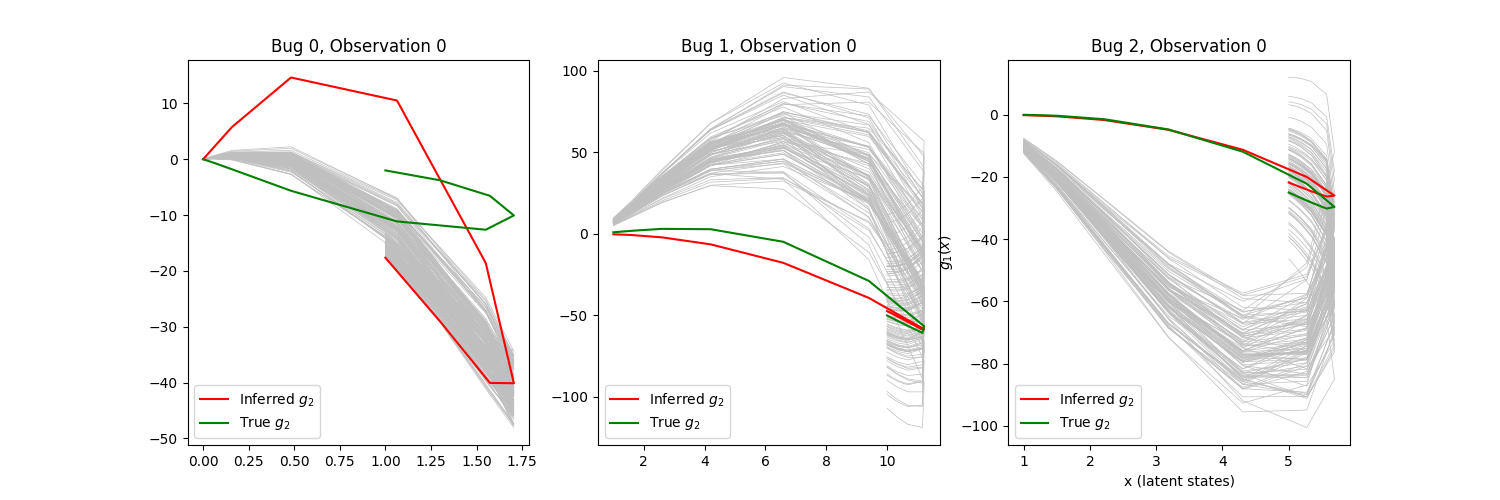 Bug 0, Observation 0
10
0
−10
−20
−30
−40
−50
0.00 0.25 0.50 0.75 1.00 1.25 1.50 1.75
Inferred g₂
True g₂
Bug 1, Observation 0
100
50
0
−50
−100
2 4 6 8 10
Inferred g₂
True g₂
Bug 2, Observation 0
g₁(x)
0
−20
−40
−60
−80
−100
1 2 3 4 5
x (latent states)
Inferred g₂
True g₂